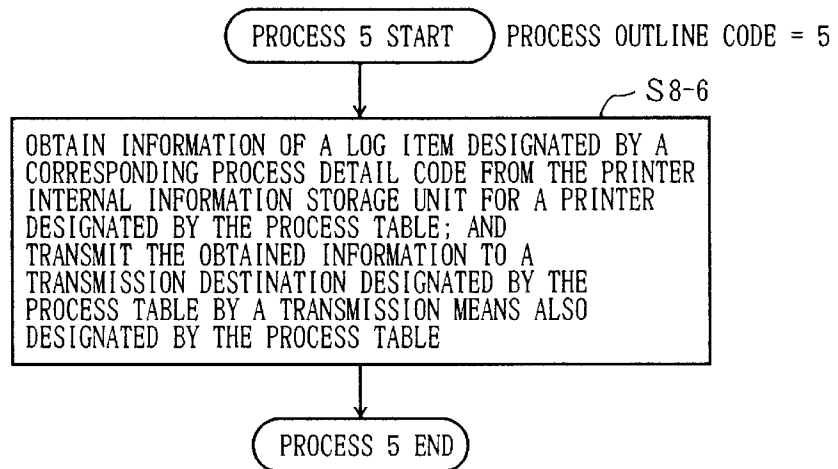 PROCESS 5 START PROCESS OUTLINE CODE = 5
S8-6
OBTAIN INFORMATION OF A LOG ITEM DESIGNATED BY A
CORRESPONDING PROCESS DETAIL CODE FROM THE PRINTER
INTERNAL INFORMATION STORAGE UNIT FOR A PRINTER
DESIGNATED BY THE PROCESS TABLE; AND
TRANSMIT THE OBTAINED INFORMATION TO A
TRANSMISSION DESTINATION DESIGNATED BY THE
PROCESS TABLE BY A TRANSMISSION MEANS ALSO
DESIGNATED BY THE PROCESS TABLE
PROCESS 5 END